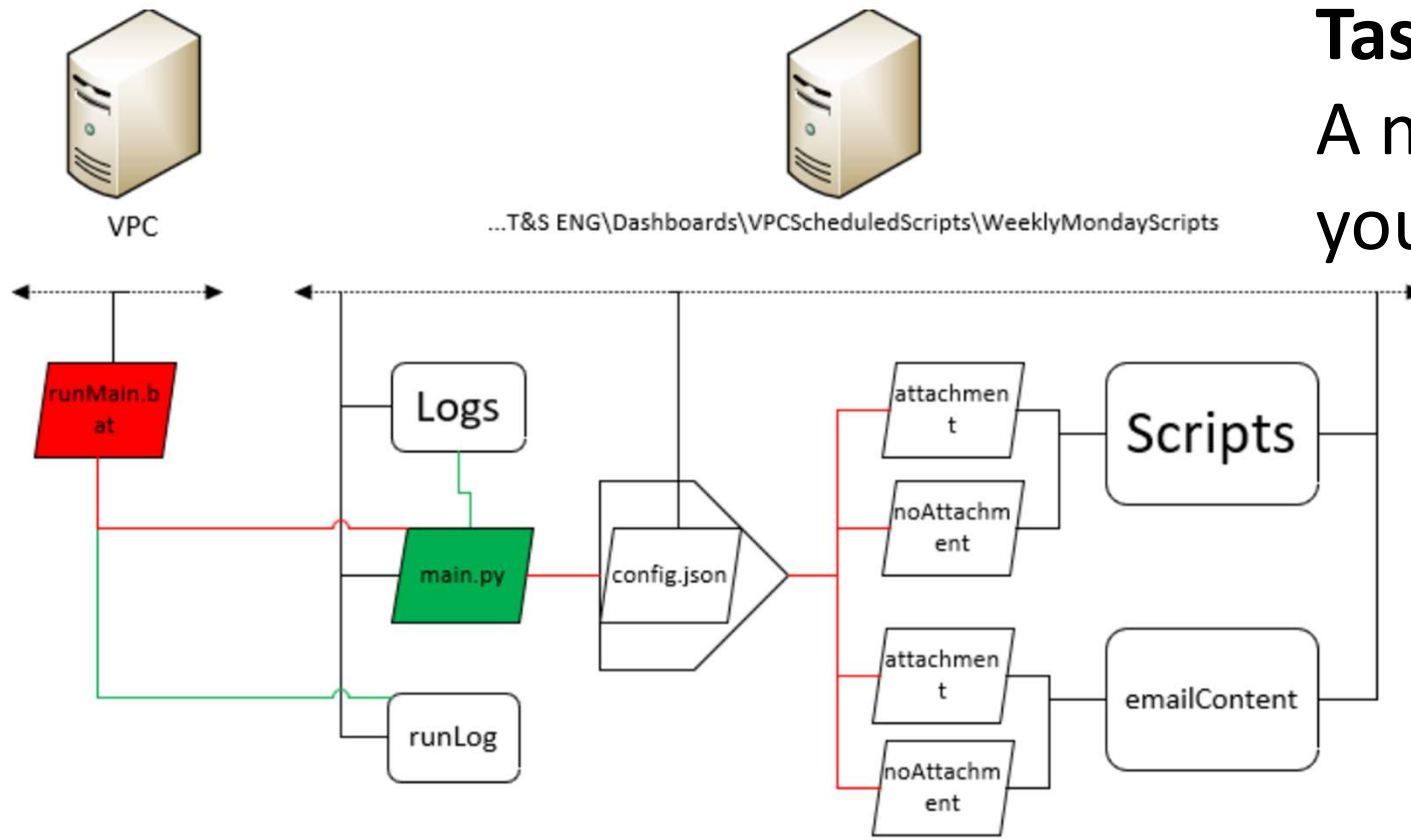 Tas
A n
you
VPC
...T&S ENG\Dashboards\VPCScheduledScripts\WeeklyMondayScripts
runMain.b
at
Logs
main.py
runLog
config.json
attachmen
t
noAttachm
ent
Scripts
attachmen
t
noAttachm
ent
emailContent